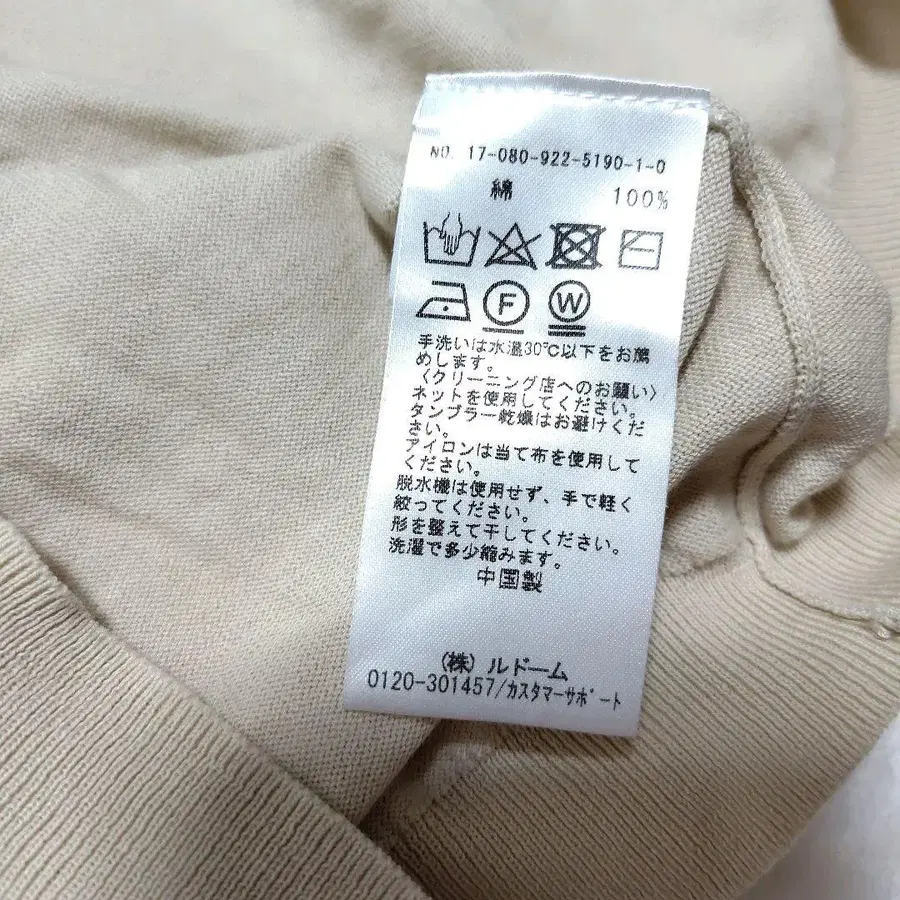 NO. 17-080-922-5190-1-0
綿 100%
F W
手洗いは水温30℃以下をお薦
めします。
〈クリーニング店へのお願い〉
ネットを使用してください。
タンブラー乾燥はお避けくだ
さい。
アイロンは当て布を使用して
ください。
脱水機は使用せず、手で軽く
絞ってください。
形を整えて干してください。
洗濯で多少縮みます。
中国製
(株) ルドーム
0120-301457/カスタマーサポート